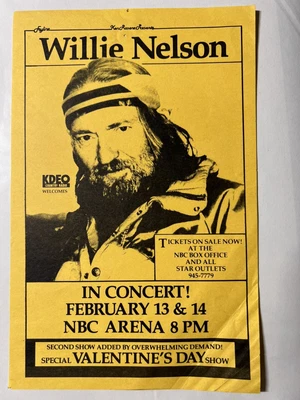 Willie Nelson
KDEO
COUNTRY RADIO
WELCOMES
TICKETS ON SALE NOW!
AT THE
NBC BOX OFFICE
AND ALL
STAR OUTLETS
945-7779
IN CONCERT!
FEBRUARY 13 & 14
NBC ARENA 8 PM
SECOND SHOW ADDED BY OVERWHELMING DEMAND!
SPECIAL VALENTINE'S DAY SHOW